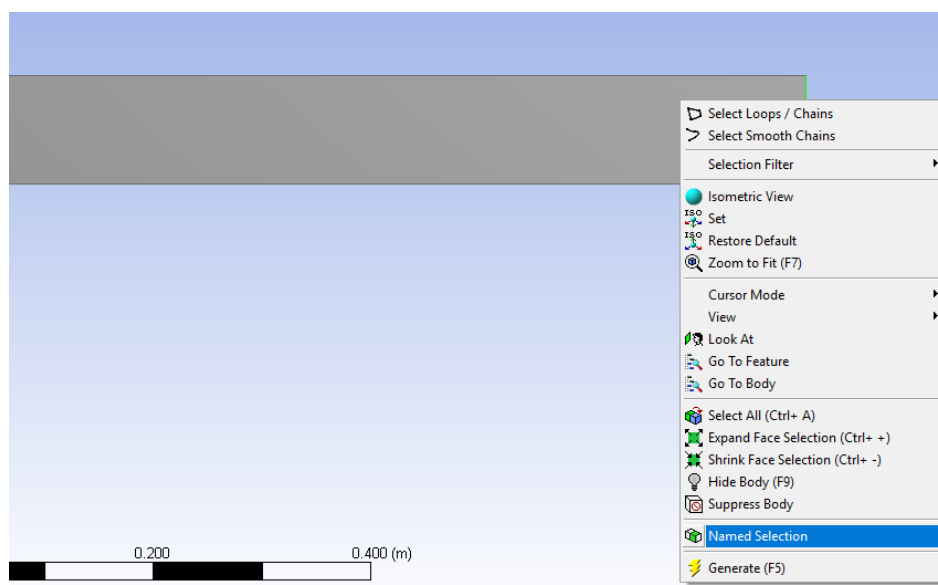 Select Loops / Chains
Select Smooth Chains
Selection Filter
Isometric View
ISO Set
ISO Restore Default
Zoom to Fit (F7)
Cursor Mode
View
Look At
Go To Feature
Go To Body
Select All (Ctrl+ A)
Expand Face Selection (Ctrl+ +)
Shrink Face Selection (Ctrl+ -)
Hide Body (F9)
Suppress Body
Named Selection
Generate (F5)
0.200 0.400 (m)